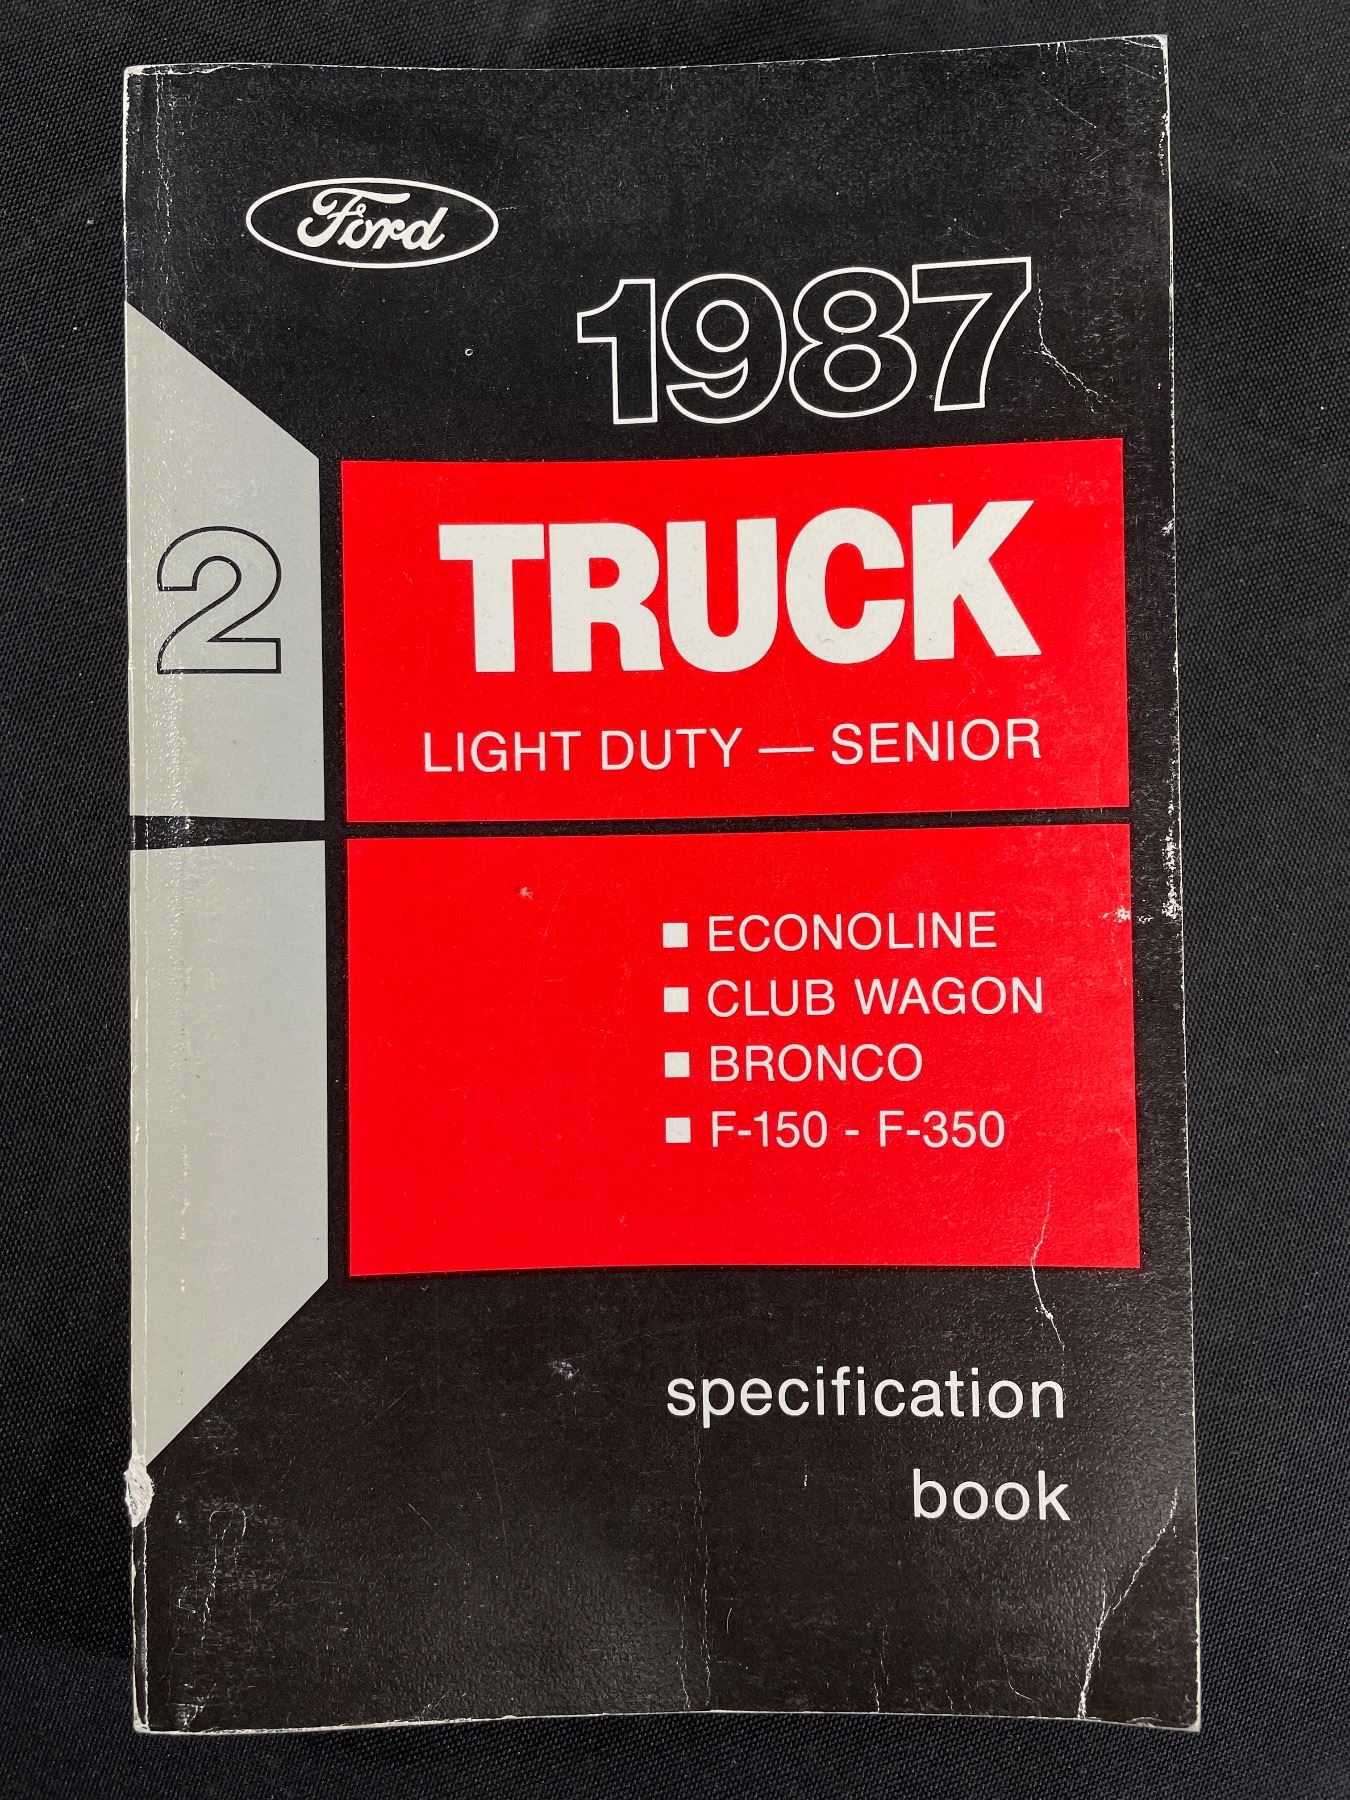 Ford
1987
2
TRUCK
LIGHT DUTY — SENIOR
■ ECONOLINE
■ CLUB WAGON
■ BRONCO
■ F-150 - F-350
specification
book